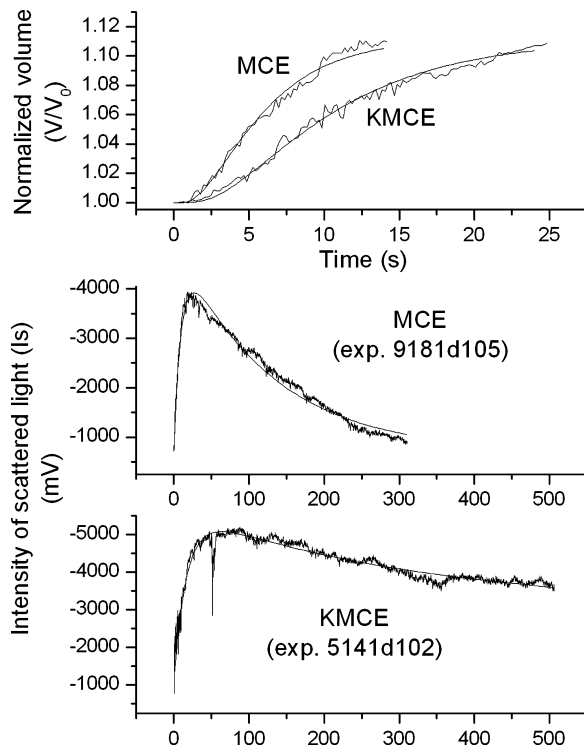 Normalized volume
(V/V0)
1.12
1.10
1.08
1.06
1.04
1.02
1.00
MCE
KMCE
0 5 10 15 20 25
Time (s)
Intensity of scattered light (Is)
(mV)
-4000
-3000
-2000
-1000
MCE
(exp. 9181d105)
0 100 200 300 400 500
-5000
-4000
-3000
-2000
-1000
KMCE
(exp. 5141d102)
0 100 200 300 400 500